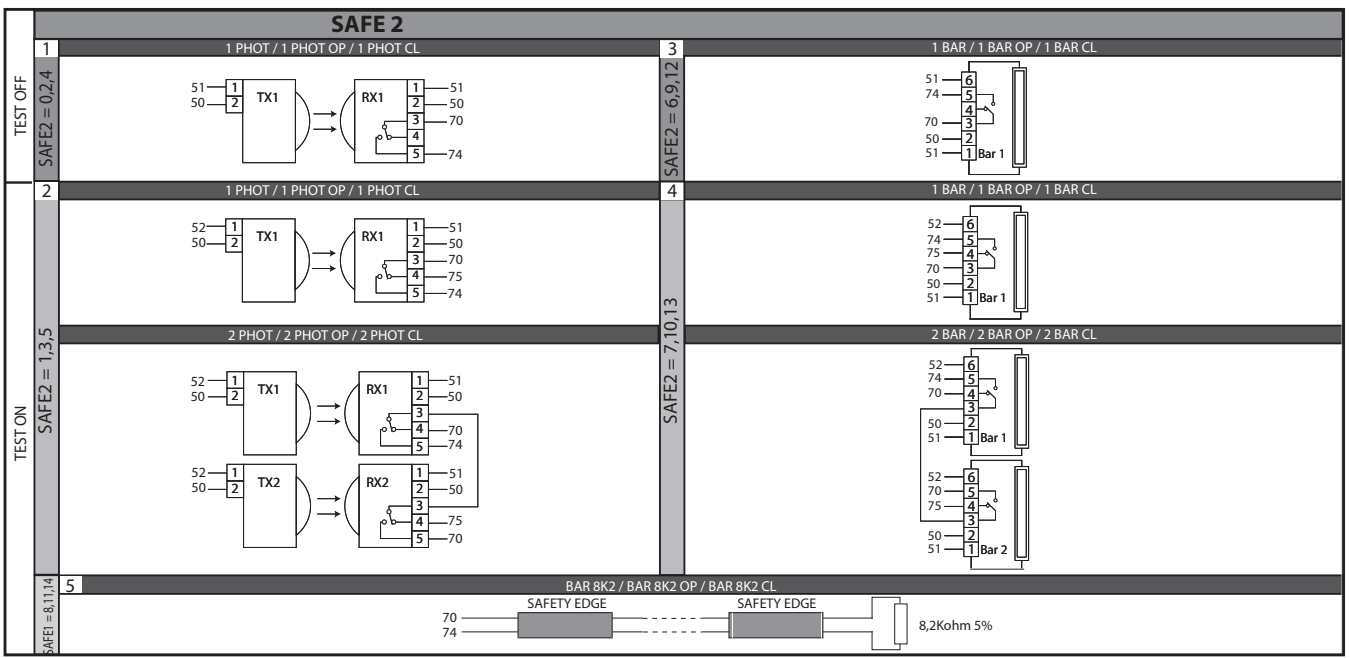 SAFE 2
TEST OFF
1
1 PHOT / 1 PHOT OP / 1 PHOT CL
SAFE2 = 0,2,4
51 1 TX1 RX1 1 51
50 2 2 50
3 70
4
5 74
3
1 BAR / 1 BAR OP / 1 BAR CL
SAFE2 = 6,9,12
51 6
74 5
4
70 3
50 2
51 1 Bar 1
TEST ON
2
1 PHOT / 1 PHOT OP / 1 PHOT CL
SAFE2 = 1,3,5
52 1 TX1 RX1 1 51
50 2 2 50
3 70
4 75
5 74
2 PHOT / 2 PHOT OP / 2 PHOT CL
52 1 TX1 RX1 1 51
50 2 2 50
3
4 70
5 74
52 1 TX2 RX2 1 51
50 2 2 50
3
4 75
5 70
4
1 BAR / 1 BAR OP / 1 BAR CL
SAFE2 = 7,10,13
52 6
74 5
75 4
70 3
50 2
51 1 Bar 1
2 BAR / 2 BAR OP / 2 BAR CL
52 6
74 5
70 4
3
50 2
51 1 Bar 1
52 6
70 5
75 4
3
50 2
51 1 Bar 2
SAFE1 = 8,11,14
5
BAR 8K2 / BAR 8K2 OP / BAR 8K2 CL
SAFETY EDGE SAFETY EDGE
70
74
8,2Kohm 5%